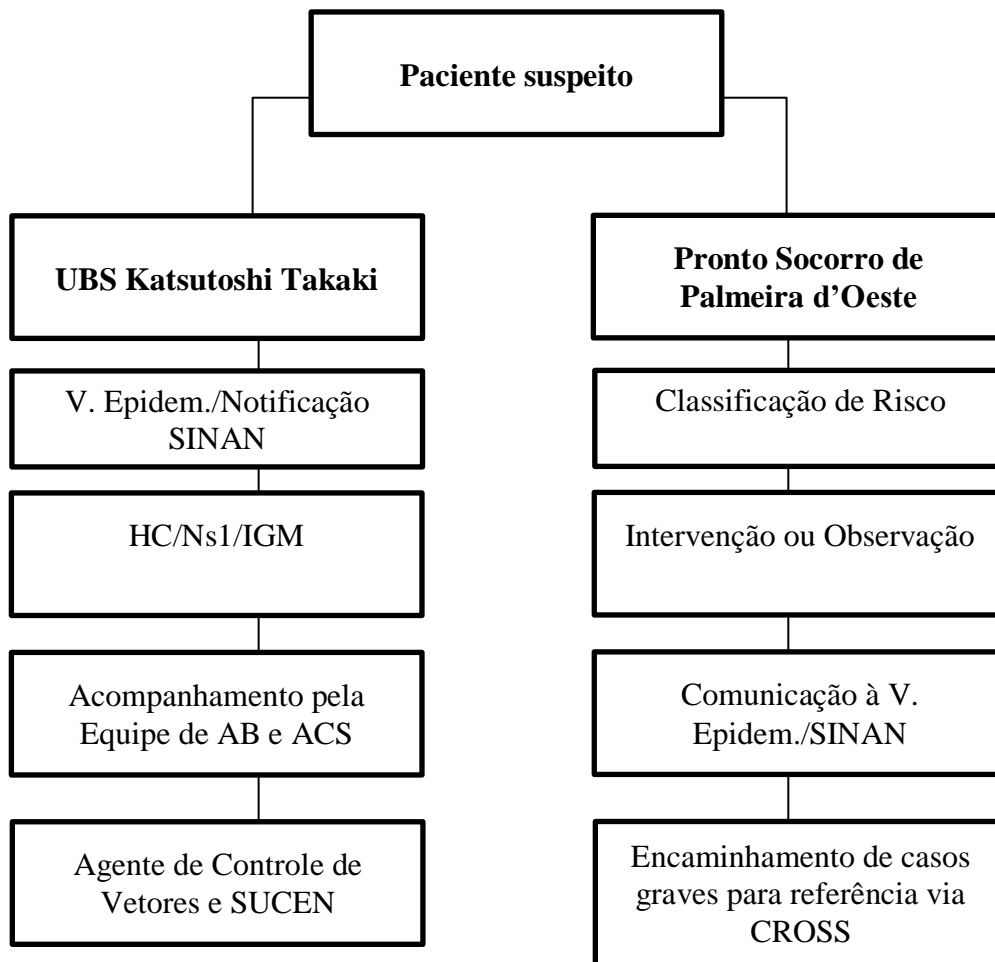 Paciente suspeito
UBS Katsutoshi Takaki
V. Epidem./Notificação
SINAN
HC/Ns1/IGM
Acompanhamento pela
Equipe de AB e ACS
Agente de Controle de
Vetores e SUCEN
Pronto Socorro de
Palmeira d’Oeste
Classificação de Risco
Intervenção ou Observação
Comunicação à V.
Epidem./SINAN
Encaminhamento de casos
graves para referência via
CROSS